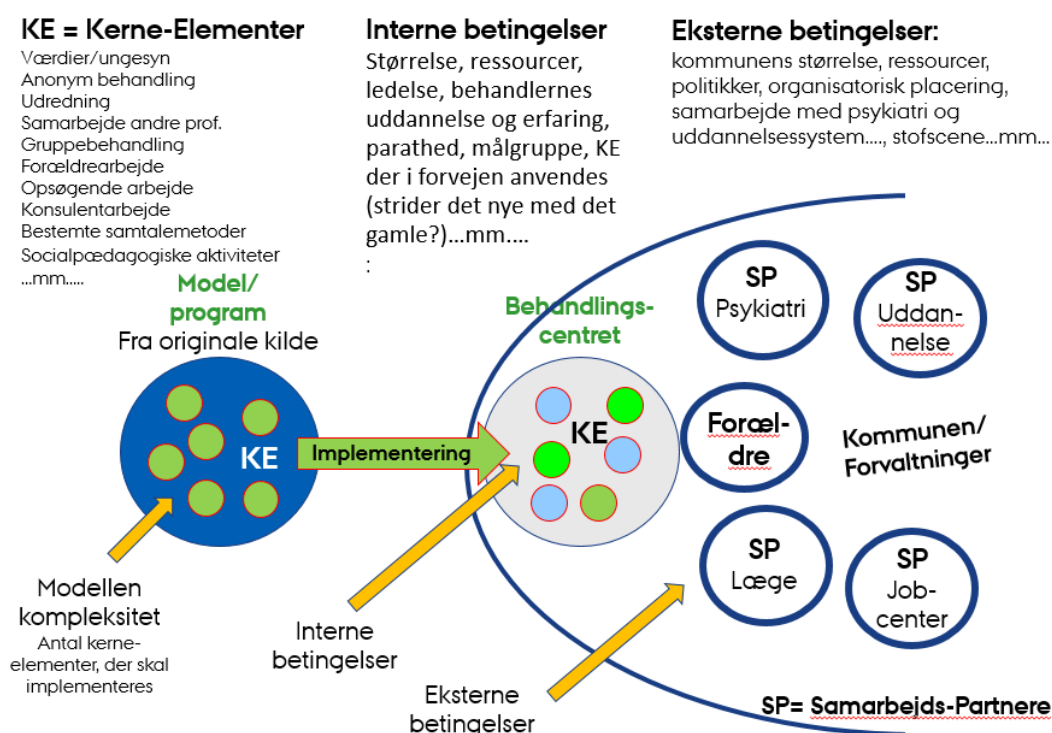 KE = Kerne-Elementer
Værdier/ungesyn
Anonym behandling
Udredning
Samarbejde andre prof.
Gruppebehandling
Forældrearbejde
Opsøgende arbejde
Konsulentarbejde
Bestemte samtalemetoder
Socialpædagogiske aktiviteter
...mm.....
Interne betingelser
Størrelse, ressourcer,
ledelse, behandlernes
uddannelse og erfaring,
parathed, målgruppe, KE
der i forvejen anvendes
(strider det nye med det
gamle?)...mm....
:
Eksterne betingelser:
kommunens størrelse, ressourcer,
politikker, organisatorisk placering,
samarbejde med psykiatri og
uddannelsessystem...., stofscene...mm...
Model/
program
Fra originale kilde
KE
Implementering
Behandlings-
centret
KE
SP
Psykiatri
SP
Uddan-
nelse
Foræl-
dre
Kommunen/
Forvaltninger
SP
Læge
SP
Job-
center
Modellen
kompleksitet
Antal kerne-
elementer, der skal
implementeres
Interne
betingelser
Eksterne
betingelser
SP= Samarbejds-Partnere